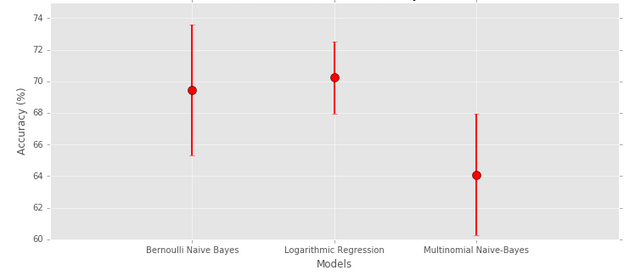 74
72
70
68
66
64
62
60
Accuracy (%)
Bernoulli Naive Bayes
Logarithmic Regression
Multinomial Naive-Bayes
Models